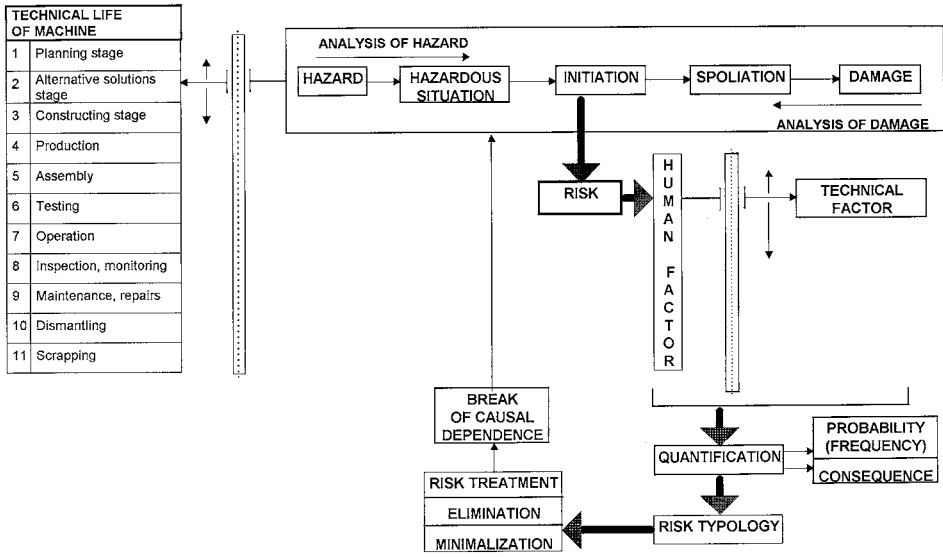 TECHNICAL LIFE
OF MACHINE
1 Planning stage
2 Alternative solutions
stage
3 Constructing stage
4 Production
5 Assembly
6 Testing
7 Operation
8 Inspection, monitoring
9 Maintenance, repairs
10 Dismantling
11 Scrapping
ANALYSIS OF HAZARD
HAZARD
HAZARDOUS
SITUATION
INITIATION
SPOLIATION
DAMAGE
ANALYSIS OF DAMAGE
RISK
HUMAN FACTOR
TECHNICAL
FACTOR
BREAK
OF CAUSAL
DEPENDENCE
QUANTIFICATION
PROBABILITY
(FREQUENCY)
CONSEQUENCE
RISK TREATMENT
ELIMINATION
MINIMALIZATION
RISK TYPOLOGY